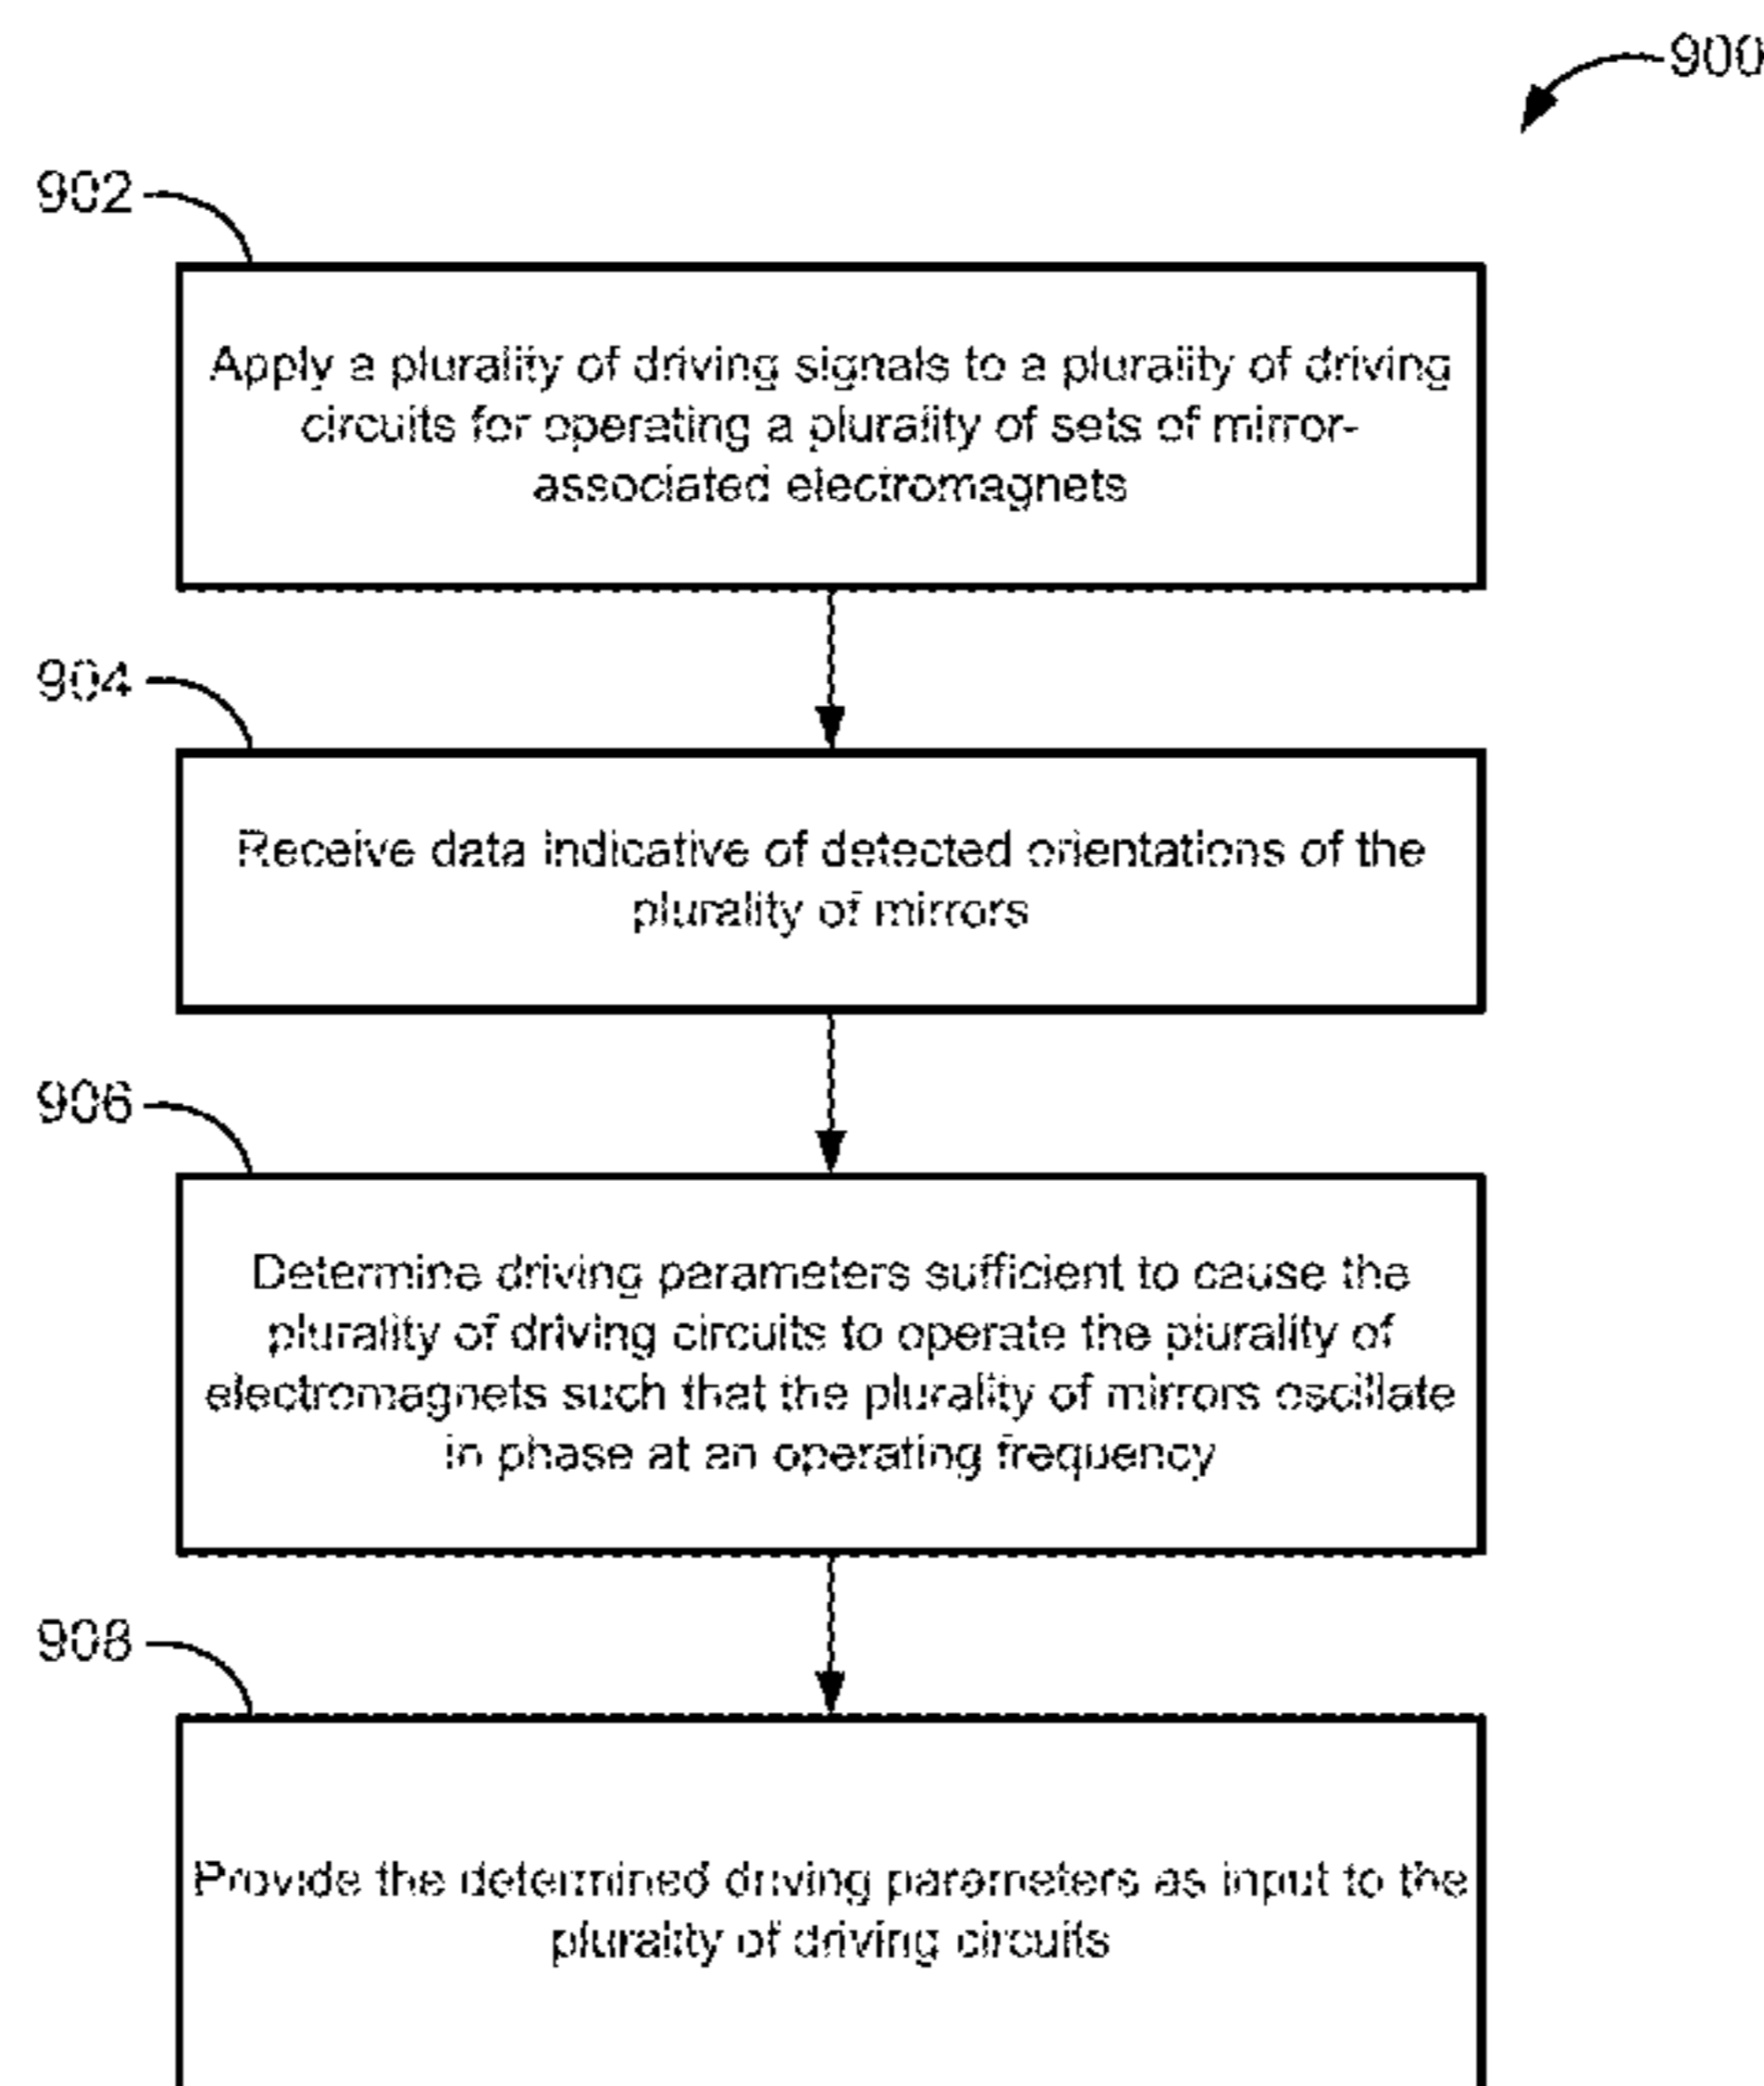 900
902
Apply a plurality of driving signals to a plurality of driving
circuits for operating a plurality of sets of mirror-
associated electromagnets
904
Receive data indicative of detected orientations of the
plurality of mirrors
906
Determine driving parameters sufficient to cause the
plurality of driving circuits to operate the plurality of
electromagnets such that the plurality of mirrors oscillate
in phase at an operating frequency
908
Provide the determined driving parameters as input to the
plurality of driving circuits